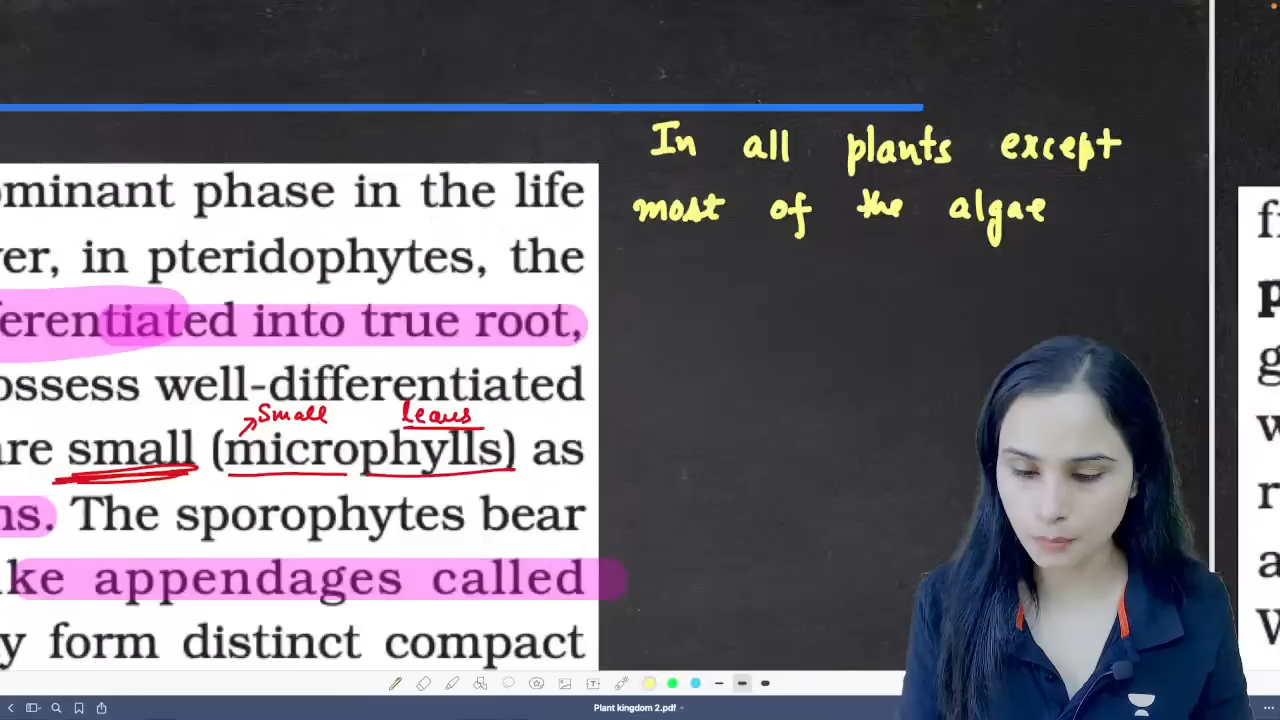 In all plants except
most of the algae
ominant phase in the life
ver, in pteridophytes, the
ferentiated into true root,
ossess well-differentiated
small leaves
are small (microphylls) as
ns. The sporophytes bear
ke appendages called
y form distinct compact
fi
p
g
w
r
a
W
Plant kingdom 2.pdf